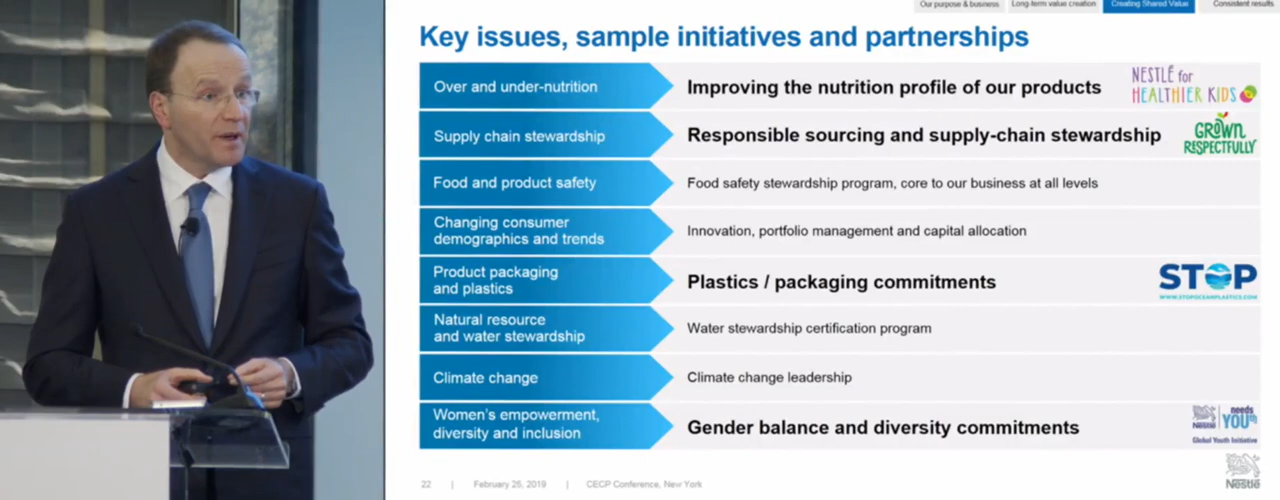 Our purpose & business
Long-term value creation
Creating Shared Value
Consistent results
Key issues, sample initiatives and partnerships
Over and under-nutrition
Improving the nutrition profile of our products
NESTLÉ for
HEALTHIER KIDS
Supply chain stewardship
Responsible sourcing and supply-chain stewardship
GROWN
RESPECTFULLY
Food and product safety
Food safety stewardship program, core to our business at all levels
Changing consumer
demographics and trends
Innovation, portfolio management and capital allocation
Product packaging
and plastics
Plastics / packaging commitments
STOP
WWW.STOPOCEANPLASTICS.COM
Natural resource
and water stewardship
Water stewardship certification program
Climate change
Climate change leadership
Women's empowerment,
diversity and inclusion
Gender balance and diversity commitments
Nestlé
needs
YOU
Global Youth Initiative
22 | February 25, 2019 | CECP Conference, New York
Nestlé